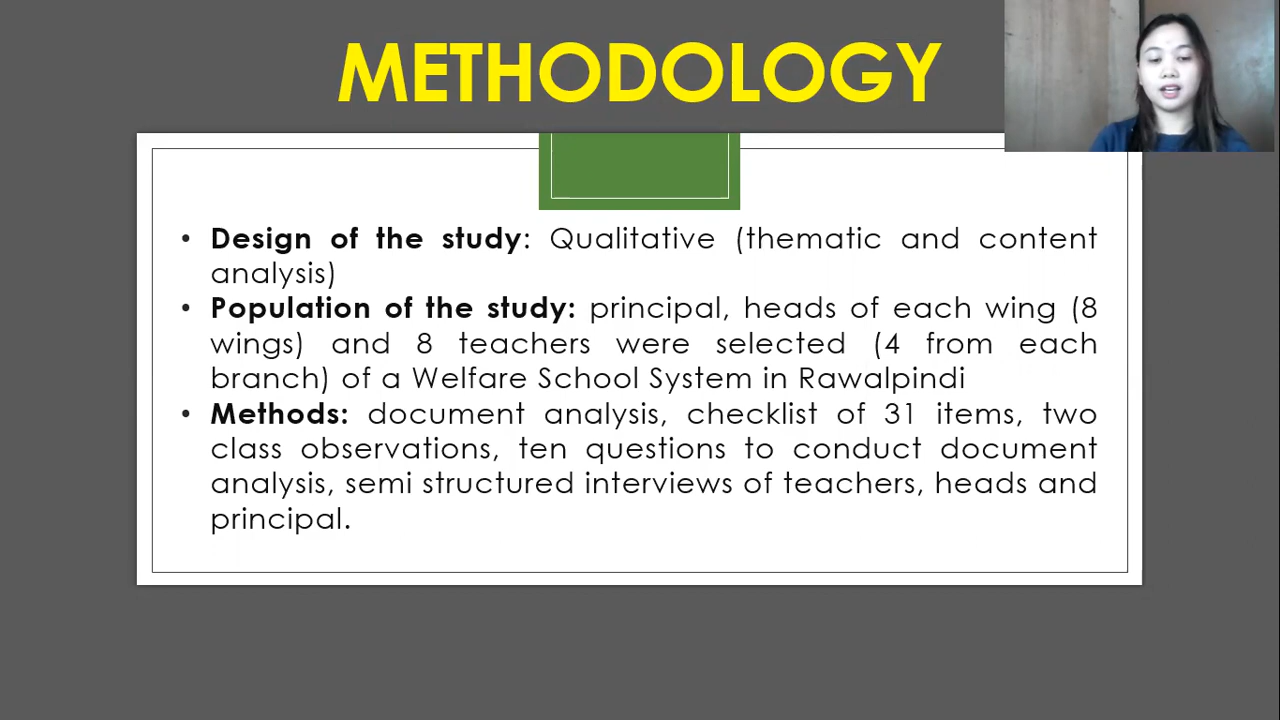 METHODOLOGY
• Design of the study: Qualitative (thematic and content
analysis)
• Population of the study: principal, heads of each wing (8
wings) and 8 teachers were selected (4 from each
branch) of a Welfare School System in Rawalpindi
• Methods: document analysis, checklist of 31 items, two
class observations, ten questions to conduct document
analysis, semi structured interviews of teachers, heads and
principal.